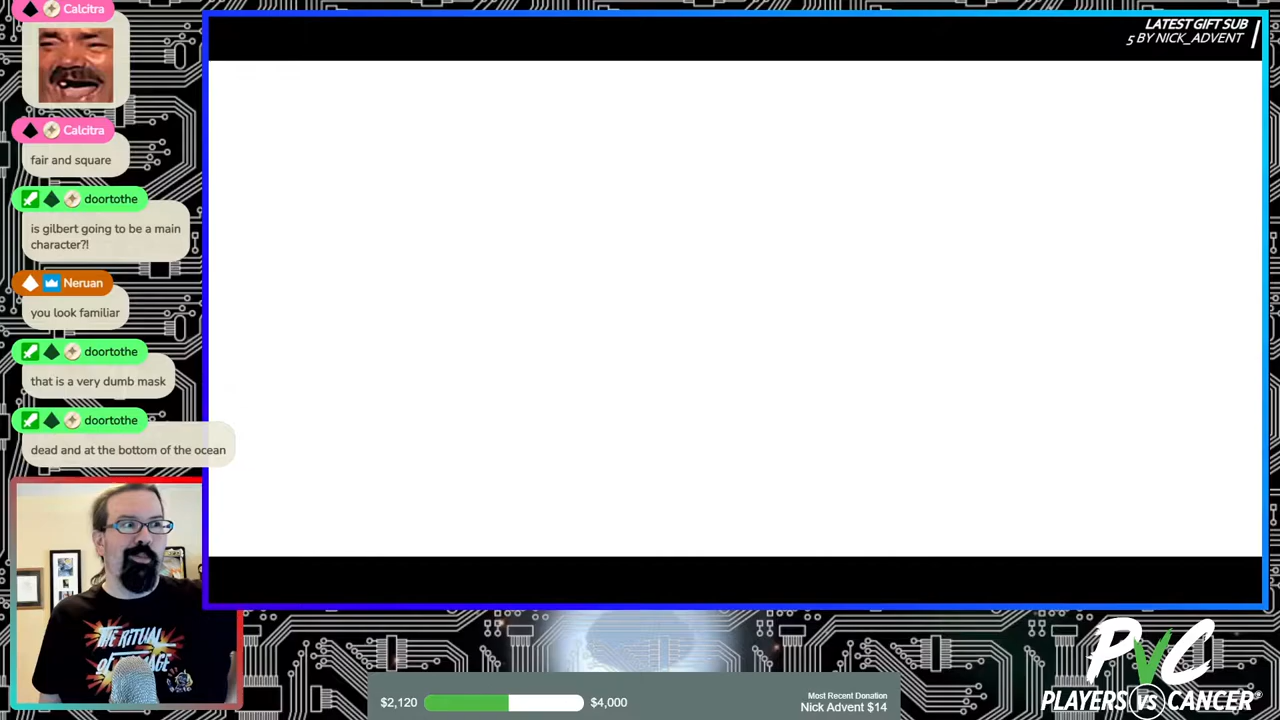 Calcitra
Calcitra
fair and square
doortothe
is gilbert going to be a main
character?!
Neruan
you look familiar
doortothe
that is a very dumb mask
doortothe
dead and at the bottom of the ocean
LATEST GIFT SUB
5 BY NICK_ADVENT
THE RITUAL
$2,120
$4,000
Most Recent Donation
Nick Advent $14
PVC
PLAYERS VS CANCER®